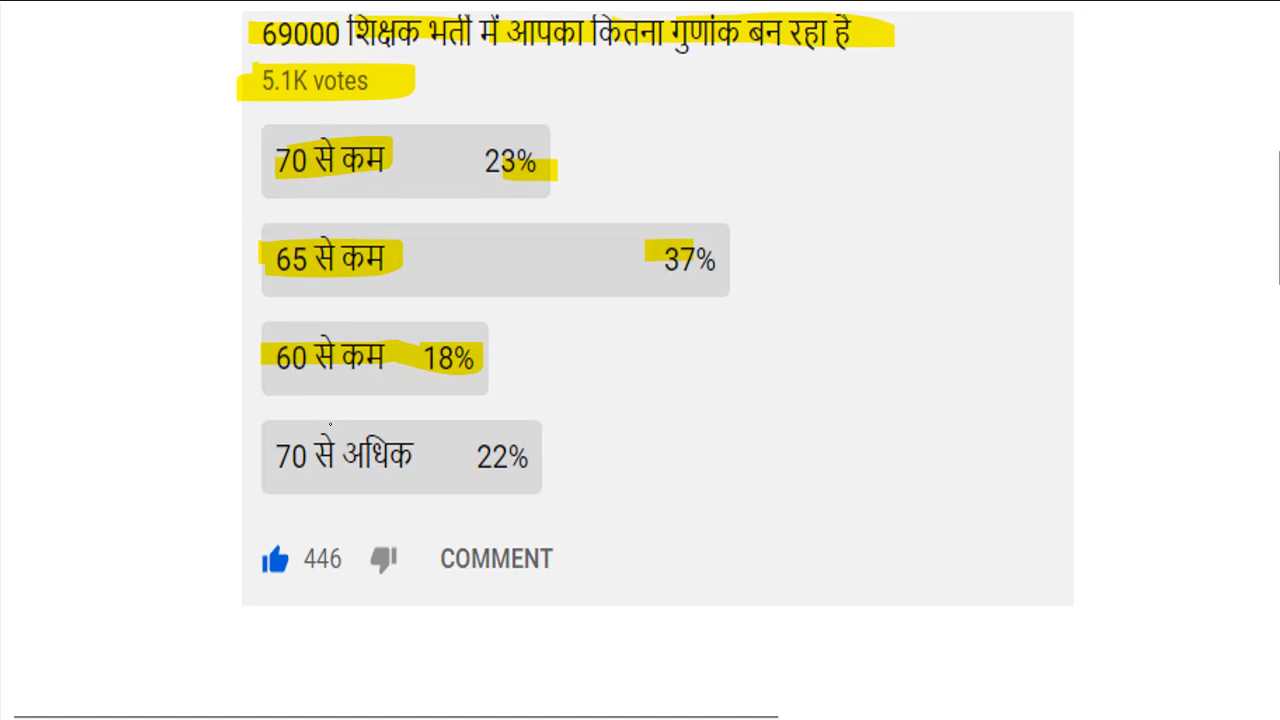 69000 शिक्षक भर्ती में आपका कितना गुणांक बन रहा है
5.1K votes
70 से कम 23%
65 से कम 37%
60 से कम 18%
70 से अधिक 22%
446 COMMENT